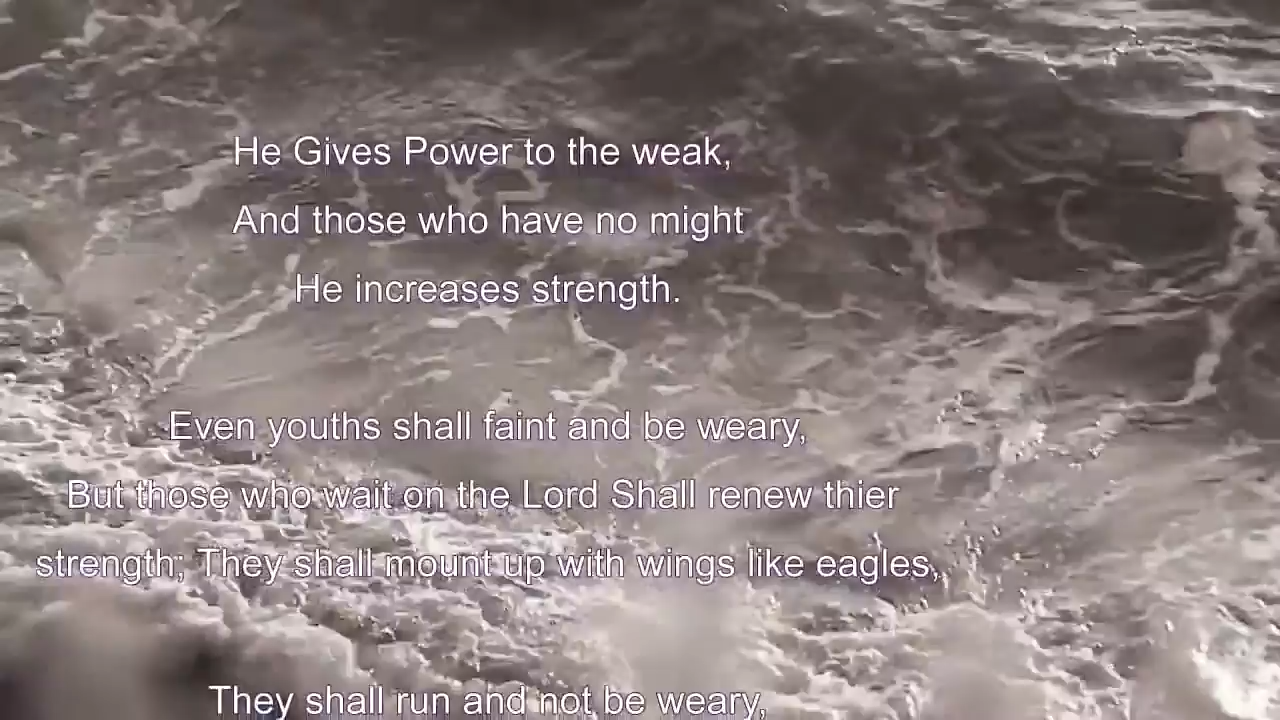 He Gives Power to the weak,
And those who have no might
He increases strength.
Even youths shall faint and be weary,
But those who wait on the Lord Shall renew thier
strength; They shall mount up with wings like eagles,
They shall run and not be weary,